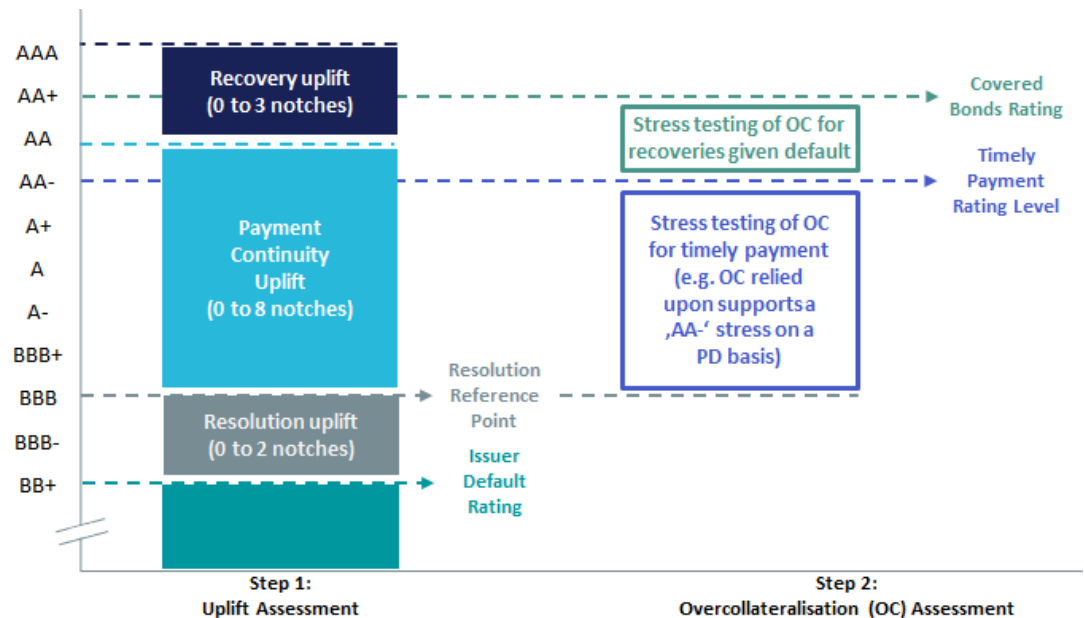 AAA
AA+
AA
AA-
A+
A
A-
BBB+
BBB
BBB-
BB+
Recovery uplift
(0 to 3 notches)
Payment
Continuity
Uplift
(0 to 8 notches)
Resolution uplift
(0 to 2 notches)
Resolution
Reference
Point
Issuer
Default
Rating
Stress testing of OC for
recoveries given default
Stress testing of OC
for timely payment
(e.g. OC relied
upon supports a
‚AA-‘ stress on a
PD basis)
Covered
Bonds Rating
Timely
Payment
Rating Level
Step 1:
Uplift Assessment
Step 2:
Overcollateralisation (OC) Assessment